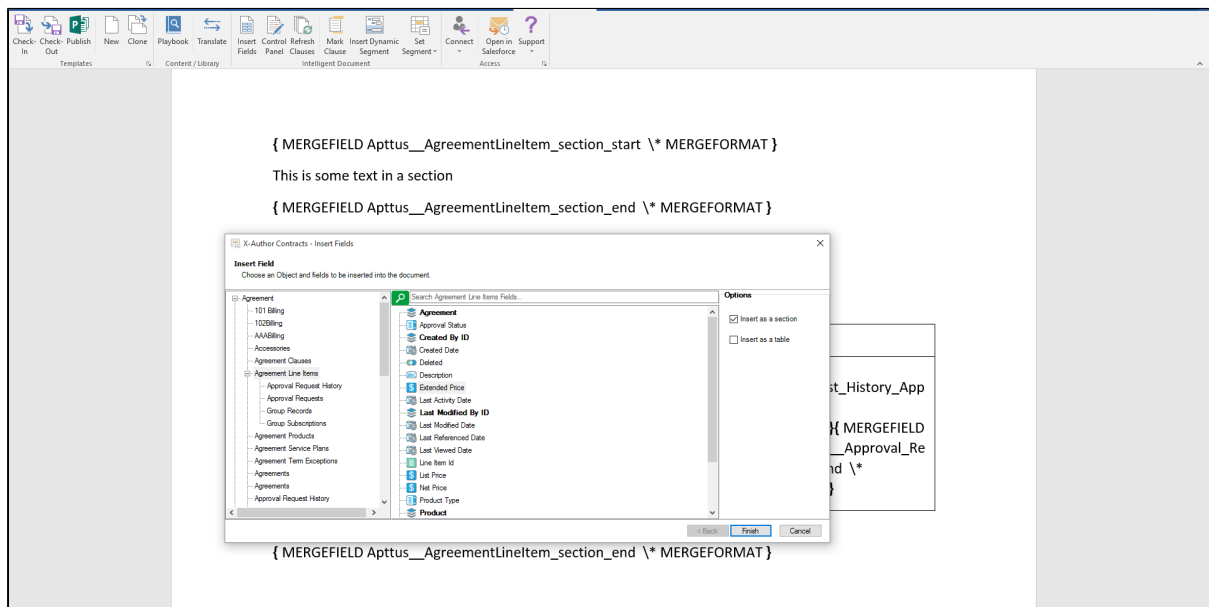 Check- Check- Publish New Clone Playbook Translate Insert Control Refresh Mark Insert Dynamic Set Connect Open in Support
In Out Fields Panel Clauses Clause Segment Segment Salesforce
Templates Content / Library Intelligent Document Access
{ MERGEFIELD Apttus__AgreementLineItem_section_start \* MERGEFORMAT }
This is some text in a section
{ MERGEFIELD Apttus__AgreementLineItem_section_end \* MERGEFORMAT }
X-Author Contracts - Insert Fields
Insert Field
Choose an Object and fields to be inserted into the document.
Agreement
101 Billing
102Billing
AAABilling
Accessories
Agreement Clauses
Agreement Line Items
Approval Request History
Approval Requests
Group Records
Group Subscriptions
Agreement Products
Agreement Service Plans
Agreement Term Exceptions
Agreements
Agreements
Approval Request History
Search Agreement Line Items Fields...
Agreement
Approval Status
Created By ID
Created Date
Deleted
Description
Extended Price
Last Activity Date
Last Modified By ID
Last Modified Date
Last Referenced Date
Last Viewed Date
Line Item Id
List Price
Net Price
Product Type
Product
Options
Insert as a section
Insert as a table
st_History_App
}{ MERGEFIELD
__Approval_Re
nd \*
}
< Back Finish Cancel
{ MERGEFIELD Apttus__AgreementLineItem_section_end \* MERGEFORMAT }